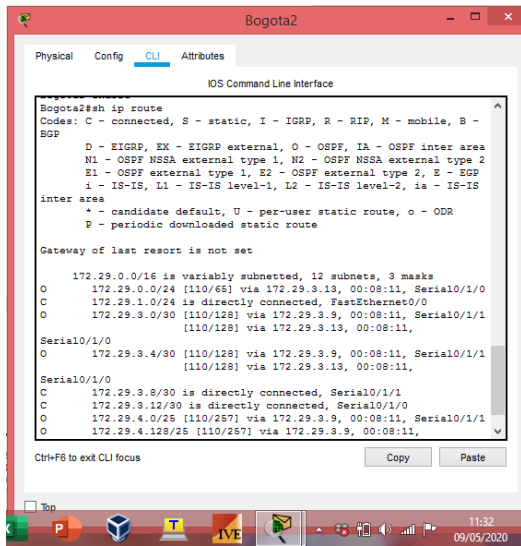 Bogota2
Physical Config CLI Attributes
IOS Command Line Interface
Bogota2#sh ip route
Codes: C - connected, S - static, I - IGRP, R - RIP, M - mobile, B -
BGP
D - EIGRP, EX - EIGRP external, O - OSPF, IA - OSPF inter area
N1 - OSPF NSSA external type 1, N2 - OSPF NSSA external type 2
E1 - OSPF external type 1, E2 - OSPF external type 2, E - EGP
i - IS-IS, L1 - IS-IS level-1, L2 - IS-IS level-2, ia - IS-IS
inter area
* - candidate default, U - per-user static route, o - ODR
P - periodic downloaded static route
Gateway of last resort is not set
172.29.0.0/16 is variably subnetted, 12 subnets, 3 masks
O 172.29.0.0/24 [110/65] via 172.29.3.13, 00:08:11, Serial0/1/0
C 172.29.1.0/24 is directly connected, FastEthernet0/0
O 172.29.3.0/30 [110/128] via 172.29.3.9, 00:08:11, Serial0/1/1
[110/128] via 172.29.3.13, 00:08:11,
Serial0/1/0
O 172.29.3.4/30 [110/128] via 172.29.3.9, 00:08:11, Serial0/1/1
[110/128] via 172.29.3.13, 00:08:11,
Serial0/1/0
C 172.29.3.8/30 is directly connected, Serial0/1/1
C 172.29.3.12/30 is directly connected, Serial0/1/0
O 172.29.4.0/25 [110/257] via 172.29.3.9, 00:08:11, Serial0/1/1
O 172.29.4.128/25 [110/257] via 172.29.3.9, 00:08:11,
Ctrl+F6 to exit CLI focus Copy Paste
Top
11:32
09/05/2020